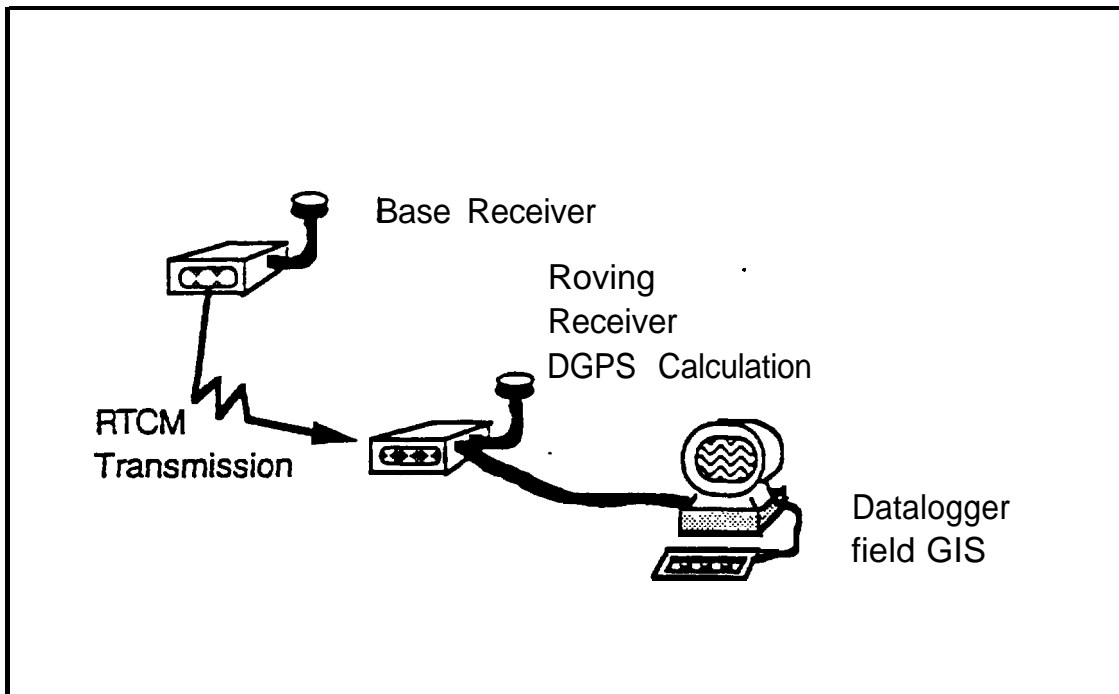 Base Receiver
Roving
Receiver
DGPS Calculation
RTCM
Transmission
Datalogger
field GIS